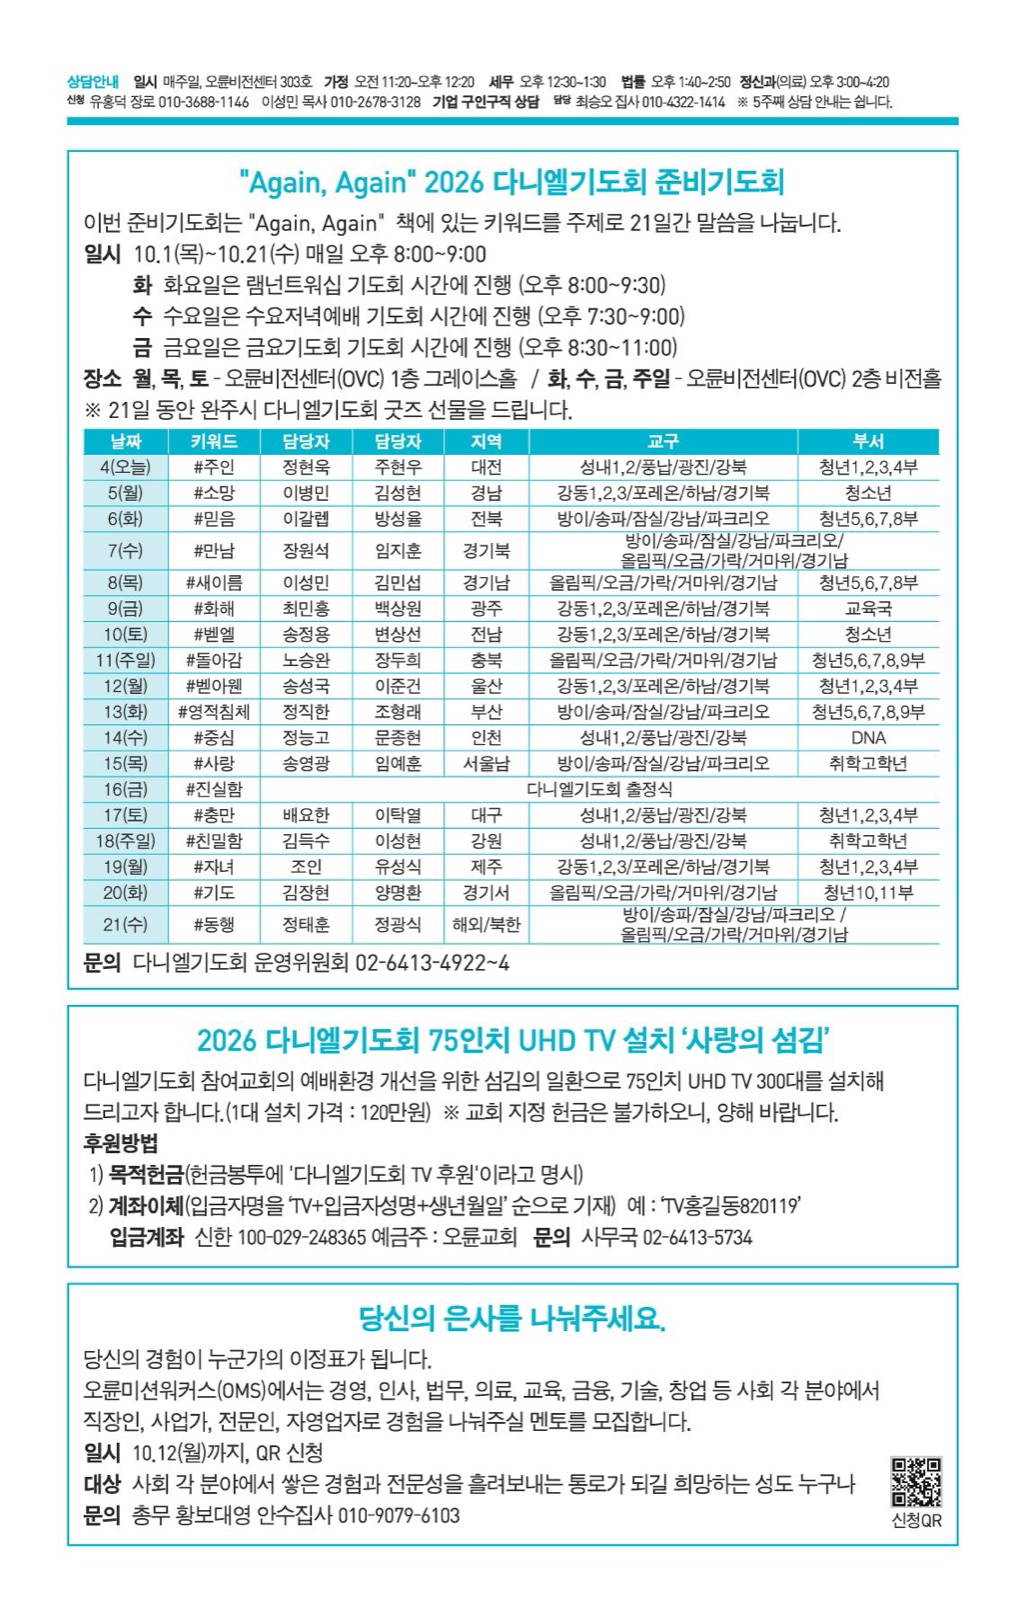 상담안내 일시 매주일, 오륜비전센터 303호 가정 오전 11:20~오후 12:20 세무 오후 12:30~1:30 법률 오후 1:40~2:50 정신과(의료) 오후 3:00~4:20
신청 유홍덕 장로 010-3688-1146 이성민 목사 010-2678-3128 기업 구인구직 상담 담당 최승오 집사 010-4322-1414 ※ 5주째 상담 안내는 쉽니다.
"Again, Again" 2026 다니엘기도회 준비기도회
이번 준비기도회는 "Again, Again" 책에 있는 키워드를 주제로 21일간 말씀을 나눕니다.
일시 10.1(목)~10.21(수) 매일 오후 8:00~9:00
화 화요일은 램넌트워십 기도회 시간에 진행 (오후 8:00~9:30)
수 수요일은 수요저녁예배 기도회 시간에 진행 (오후 7:30~9:00)
금 금요일은 금요기도회 기도회 시간에 진행 (오후 8:30~11:00)
장소 월, 목, 토 - 오륜비전센터(OVC) 1층 그레이스홀 / 화, 수, 금, 주일 - 오륜비전센터(OVC) 2층 비전홀
※ 21일 동안 완주시 다니엘기도회 굿즈 선물을 드립니다.
날짜 키워드 담당자 담당자 지역 교구 부서
4(오늘) #주인 정현욱 주현우 대전 성내1,2/풍납/광진/강북 청년1,2,3,4부
5(월) #소망 이병민 김성현 경남 강동1,2,3/포레온/하남/경기북 청소년
6(화) #믿음 이갈렙 방성율 전북 방이/송파/잠실/강남/파크리오 청년5,6,7,8부
7(수) #만남 장원석 임지훈 경기북 방이/송파/잠실/강남/파크리오/
올림픽/오금/가락/거마위/경기남
8(목) #새이름 이성민 김민섭 경기남 올림픽/오금/가락/거마위/경기남 청년5,6,7,8부
9(금) #화해 최민홍 백상원 광주 강동1,2,3/포레온/하남/경기북 교육국
10(토) #벧엘 송정용 변상선 전남 강동1,2,3/포레온/하남/경기북 청소년
11(주일) #돌아감 노승완 장두희 충북 올림픽/오금/가락/거마위/경기남 청년5,6,7,8,9부
12(월) #벧아웬 송성국 이준건 울산 강동1,2,3/포레온/하남/경기북 청년1,2,3,4부
13(화) #영적침체 정직한 조형래 부산 방이/송파/잠실/강남/파크리오 청년5,6,7,8,9부
14(수) #중심 정능고 문종현 인천 성내1,2/풍납/광진/강북 DNA
15(목) #사랑 송영광 임예훈 서울남 방이/송파/잠실/강남/파크리오 취학고학년
16(금) #진실함 다니엘기도회 출정식
17(토) #충만 배요한 이탁열 대구 성내1,2/풍납/광진/강북 청년1,2,3,4부
18(주일) #친밀함 김득수 이성현 강원 성내1,2/풍납/광진/강북 취학고학년
19(월) #자녀 조인 유성식 제주 강동1,2,3/포레온/하남/경기북 청년1,2,3,4부
20(화) #기도 김장현 양명환 경기서 올림픽/오금/가락/거마위/경기남 청년10,11부
21(수) #동행 정태훈 정광식 해외/북한 방이/송파/잠실/강남/파크리오 /
올림픽/오금/가락/거마위/경기남
문의 다니엘기도회 운영위원회 02-6413-4922~4
2026 다니엘기도회 75인치 UHD TV 설치 ‘사랑의 섬김’
다니엘기도회 참여교회의 예배환경 개선을 위한 섬김의 일환으로 75인치 UHD TV 300대를 설치해
드리고자 합니다.(1대 설치 가격 : 120만원) ※ 교회 지정 헌금은 불가하오니, 양해 바랍니다.
후원방법
1) 목적헌금(헌금봉투에 '다니엘기도회 TV 후원'이라고 명시)
2) 계좌이체(입금자명을 ‘TV+입금자성명+생년월일’ 순으로 기재) 예 : ‘TV홍길동820119’
입금계좌 신한 100-029-248365 예금주 : 오륜교회 문의 사무국 02-6413-5734
당신의 은사를 나눠주세요.
당신의 경험이 누군가의 이정표가 됩니다.
오륜미션워커스(OMS)에서는 경영, 인사, 법무, 의료, 교육, 금융, 기술, 창업 등 사회 각 분야에서
직장인, 사업가, 전문인, 자영업자로 경험을 나눠주실 멘토를 모집합니다.
일시 10.12(월)까지, QR 신청
대상 사회 각 분야에서 쌓은 경험과 전문성을 흘려보내는 통로가 되길 희망하는 성도 누구나
문의 총무 황보대영 안수집사 010-9079-6103
신청QR